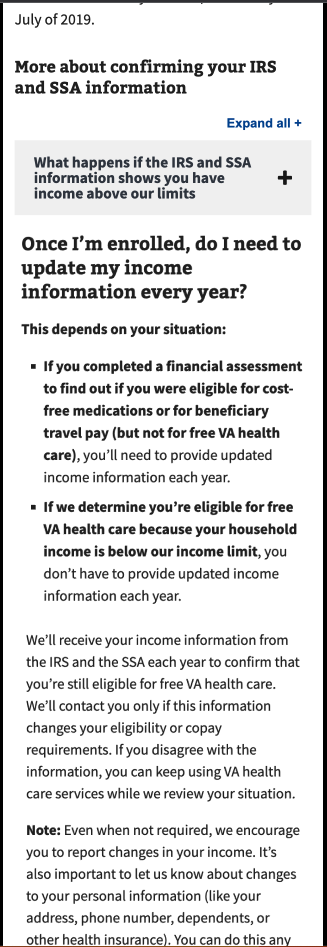 July of 2019.
More about confirming your IRS
and SSA information
Expand all +
What happens if the IRS and SSA
information shows you have
income above our limits
Once I’m enrolled, do I need to
update my income
information every year?
This depends on your situation:
▪ If you completed a financial assessment
to find out if you were eligible for cost-
free medications or for beneficiary
travel pay (but not for free VA health
care), you’ll need to provide updated
income information each year.
▪ If we determine you’re eligible for free
VA health care because your household
income is below our income limit, you
don’t have to provide updated income
information each year.
We’ll receive your income information from
the IRS and the SSA each year to confirm that
you’re still eligible for free VA health care.
We’ll contact you only if this information
changes your eligibility or copay
requirements. If you disagree with the
information, you can keep using VA health
care services while we review your situation.
Note: Even when not required, we encourage
you to report changes in your income. It’s
also important to let us know about changes
to your personal information (like your
address, phone number, dependents, or
other health insurance). You can do this any